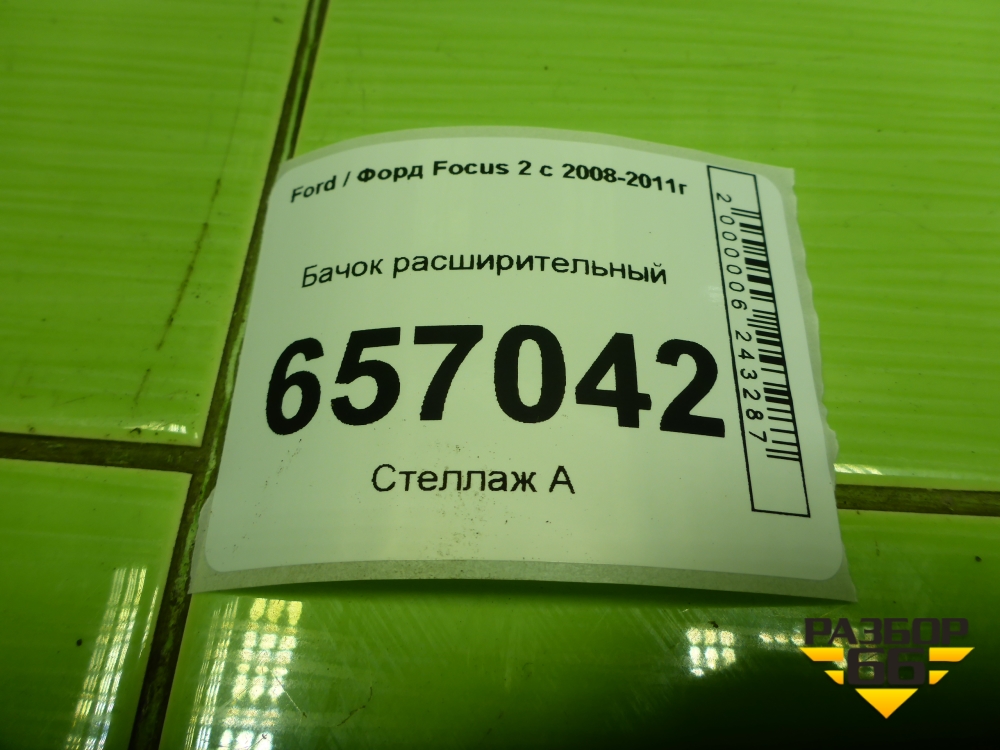 Ford / Форд Focus 2 с 2008-2011г
Бачок расширительный
657042
Стеллаж А
2000006243287
РАЗБОР
66